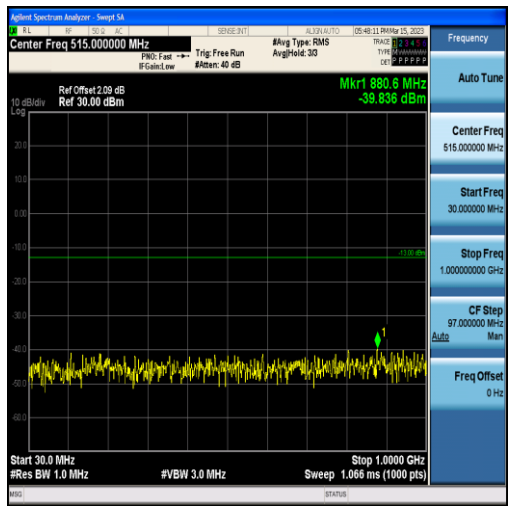 Agilent Spectrum Analyzer - Swept SA
RL RF 50 Ω AC SENSE:INT ALIGN AUTO 05:48:11 PM Mar 15, 2023
Center Freq 515.000000 MHz
PNO: Fast
IFGain:Low
Trig: Free Run
#Atten: 40 dB
#Avg Type: RMS
Avg|Hold: 3/3
TRACE 1 2 3 4 5 6
TYPE
DET P P P P P P
Frequency
Mkr1 880.6 MHz
-39.836 dBm
Ref Offset 2.09 dB
Ref 30.00 dBm
10 dB/div
Log
20.0
10.0
0.00
-10.0
-20.0
-30.0
-40.0
-50.0
-60.0
-13.00 dBm
1
Start 30.0 MHz
Stop 1.0000 GHz
#Res BW 1.0 MHz
#VBW 3.0 MHz
Sweep 1.066 ms (1000 pts)
MSG
STATUS
Auto Tune
Center Freq
515.000000 MHz
Start Freq
30.000000 MHz
Stop Freq
1.000000000 GHz
CF Step
97.000000 MHz
Auto Man
Freq Offset
0 Hz